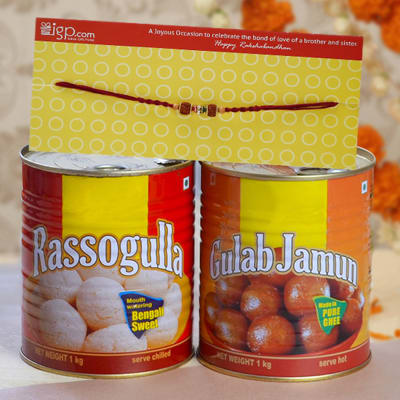 igp.com
A Joyous Occasion to celebrate the bond of love of a brother and sister.
Happy Rakshabandhan
Rassogulla
Mouth
watering
Bengali
Sweet
NET WEIGHT 1 kg
serve chilled
Gulab Jamun
Made in
PURE
GHEE
NET WEIGHT 1 kg
serve hot